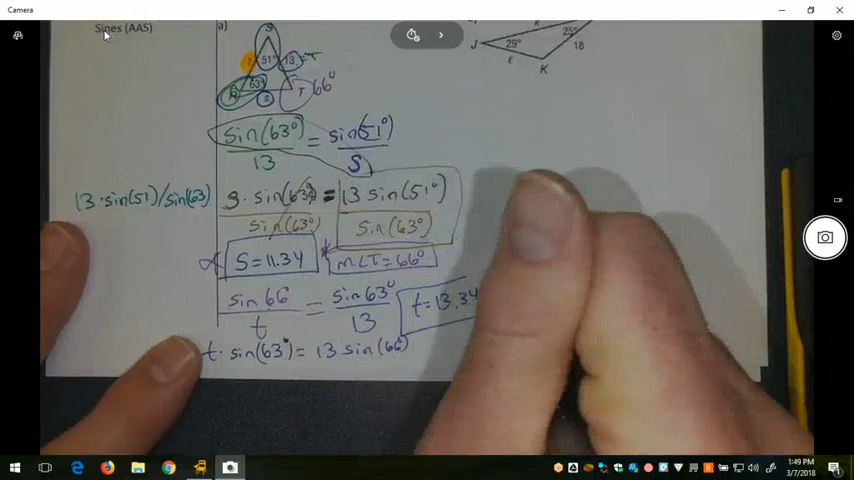 Camera
Sines (AAS)
a)
S
51°
13
=T
63°
T
66°
S
J
29°
25°
18
K
sin(63°) = sin(51°)
13 S
13·sin(51)/sin(63)
s·sin(63°) = 13 sin(51°)
sin(63°) sin(63°)
S=11.34
m∠T=66°
sin 66 = sin 63°
t 13
t=13.34
t·sin(63°) = 13 sin(66°)
1:49 PM
3/7/2018